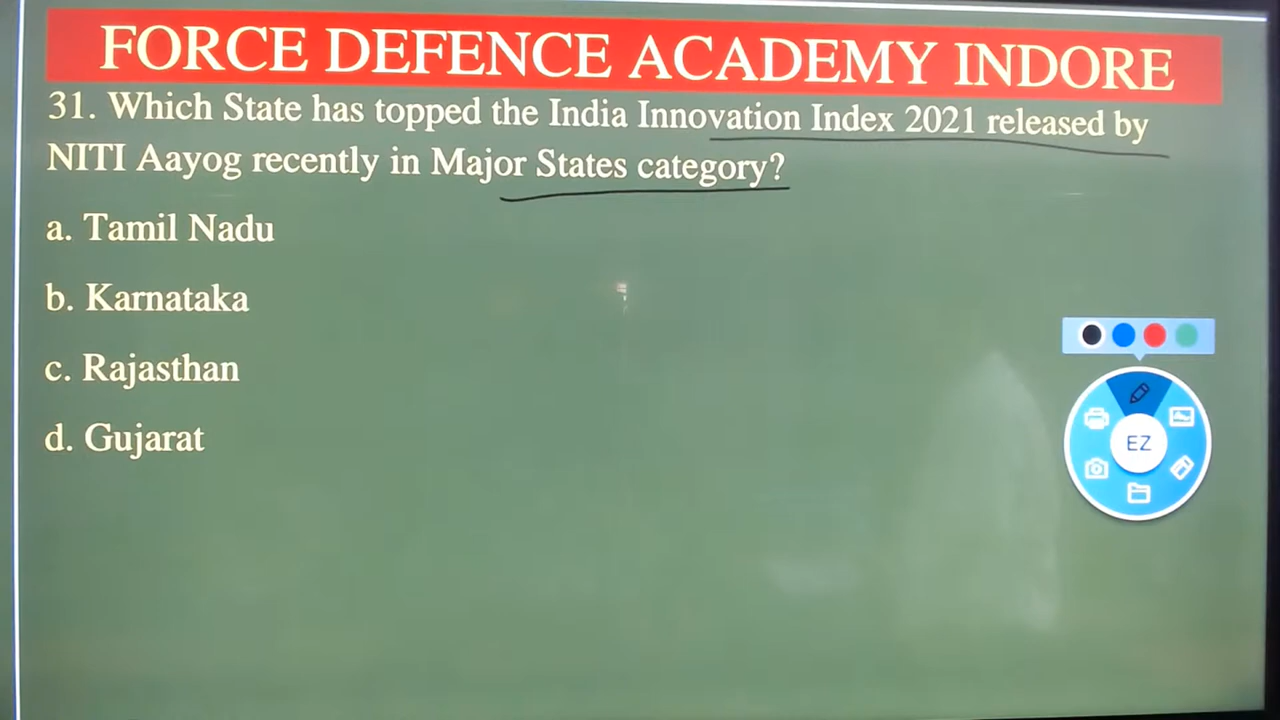 FORCE DEFENCE ACADEMY INDORE
31. Which State has topped the India Innovation Index 2021 released by
NITI Aayog recently in Major States category?
a. Tamil Nadu
b. Karnataka
c. Rajasthan
d. Gujarat
EZ